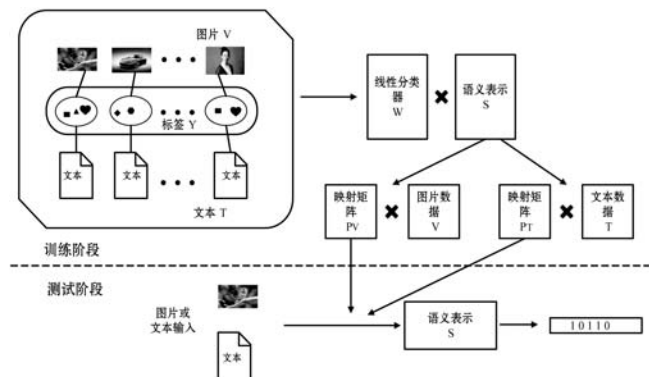 图片 V
标签 Y
文本
文本
文本
文本 T
线性分类
器
W
语义表示
S
映射矩
阵
PV
图片数
据
V
映射矩
阵
PT
文本数
据
T
训练阶段
测试阶段
图片或
文本输入
文本
语义表示
S
10110